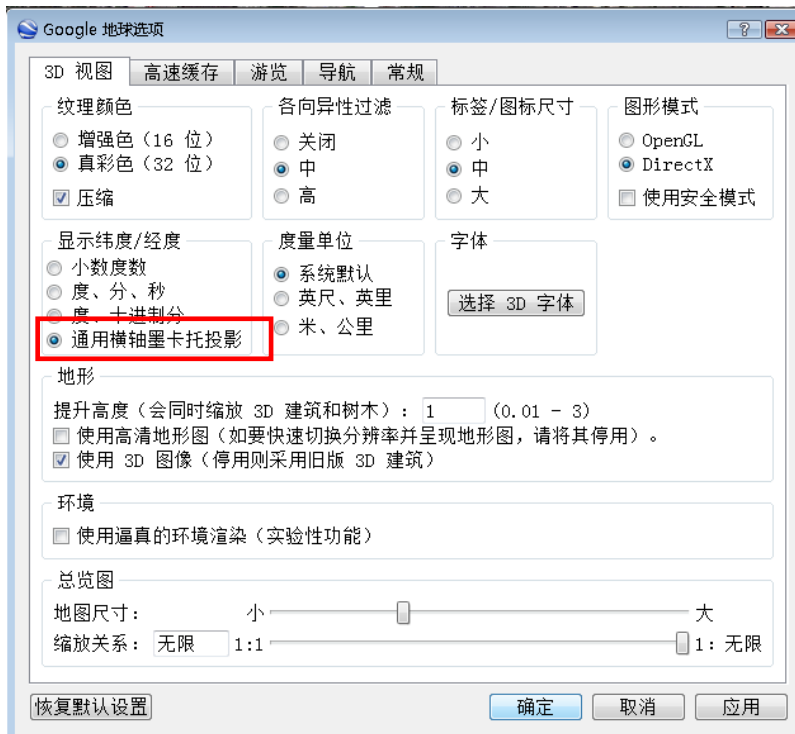 Google 地球选项
3D 视图 高速缓存 游览 导航 常规
纹理颜色
增强色（16 位）
真彩色（32 位）
压缩
各向异性过滤
关闭
中
高
标签/图标尺寸
小
中
大
图形模式
OpenGL
DirectX
使用安全模式
显示纬度/经度
小数度数
度、分、秒
度、十进制分
通用横轴墨卡托投影
度量单位
系统默认
英尺、英里
米、公里
字体
选择 3D 字体
地形
提升高度（会同时缩放 3D 建筑和树木）： 1 (0.01 - 3)
使用高清地形图（如要快速切换分辨率并呈现地形图，请将其停用）。
使用 3D 图像（停用则采用旧版 3D 建筑）
环境
使用逼真的环境渲染（实验性功能）
总览图
地图尺寸： 小 大
缩放关系： 无限 1:1 1：无限
恢复默认设置 确定 取消 应用